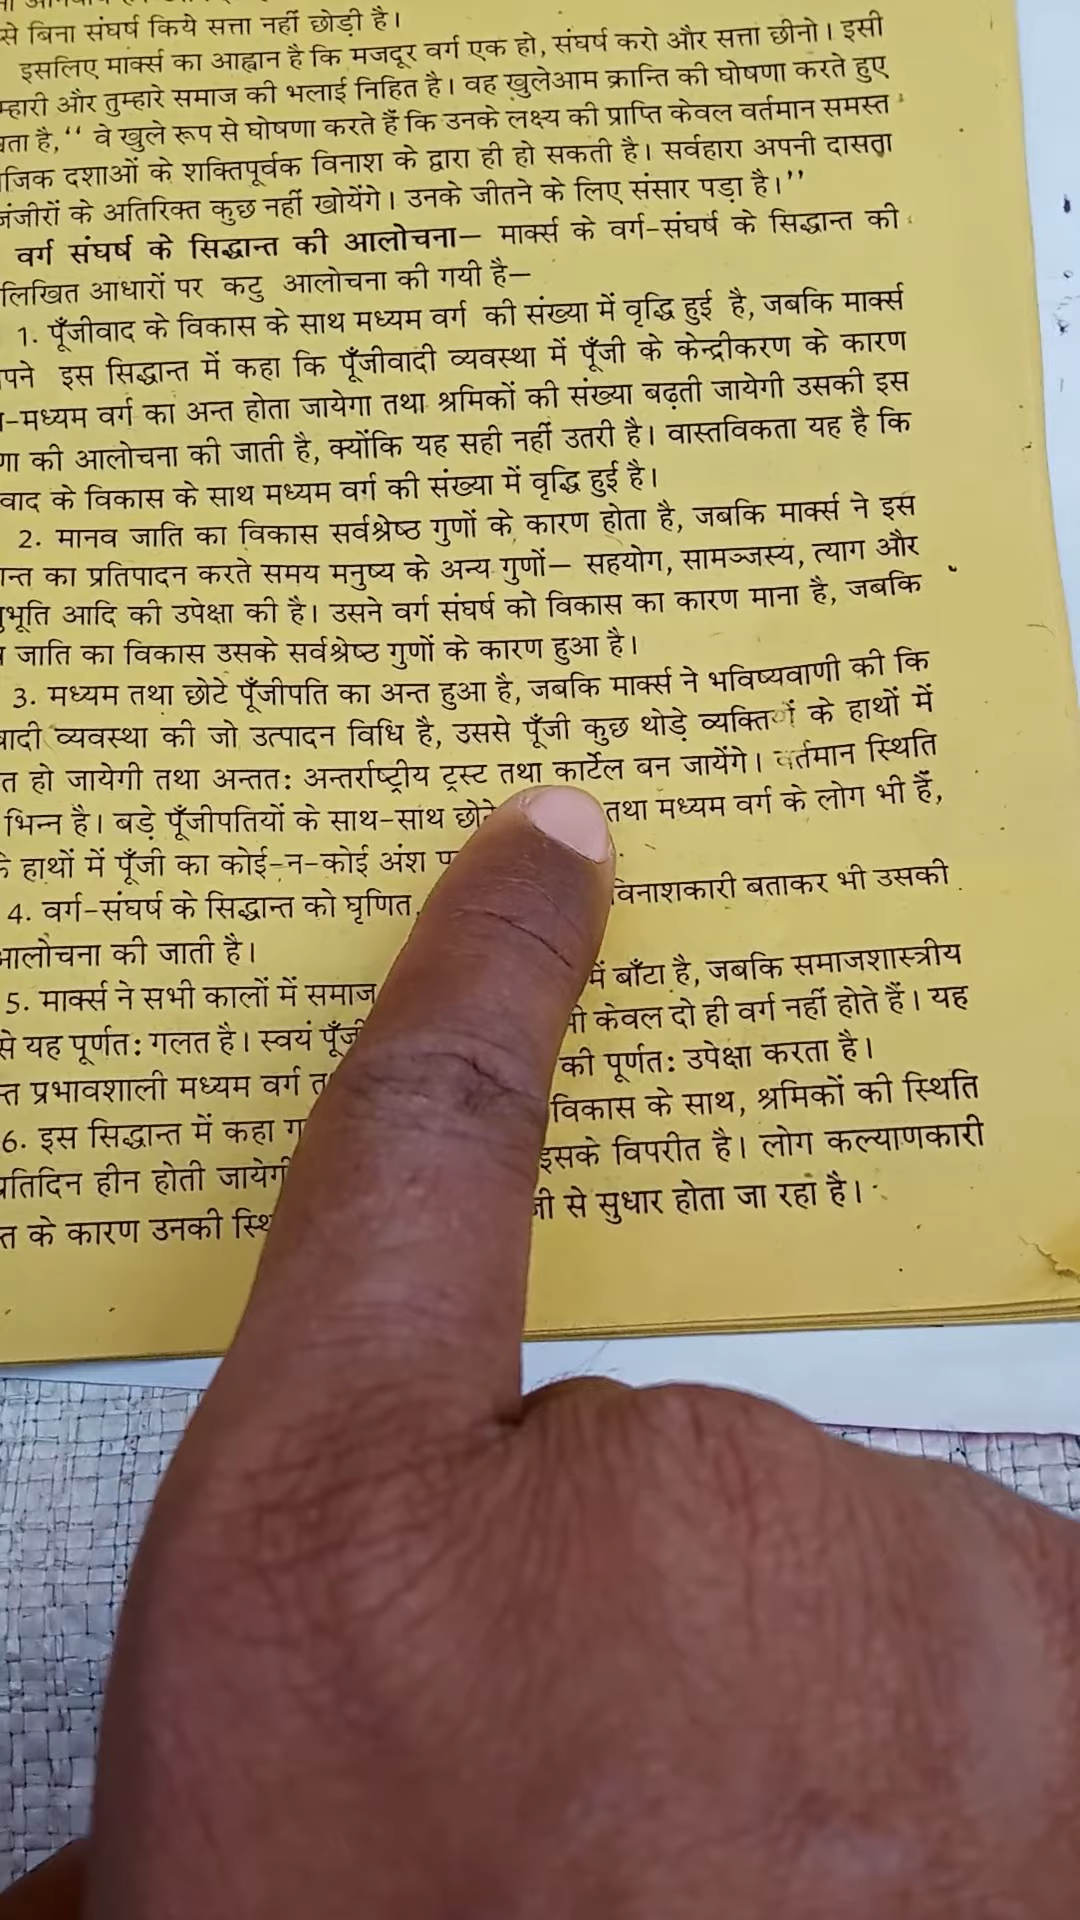 से बिना संघर्ष किये सत्ता नहीं छोड़ी है।
इसलिए मार्क्स का आह्वान है कि मजदूर वर्ग एक हो, संघर्ष करो और सत्ता छीनो। इसी
म्हारी और तुम्हारे समाज की भलाई निहित है। वह खुलेआम क्रान्ति की घोषणा करते हुए
ता है, ‘‘ वे खुले रूप से घोषणा करते हैं कि उनके लक्ष्य की प्राप्ति केवल वर्तमान समस्त
जिक दशाओं के शक्तिपूर्वक विनाश के द्वारा ही हो सकती है। सर्वहारा अपनी दासता
जंजीरों के अतिरिक्त कुछ नहीं खोयेंगे। उनके जीतने के लिए संसार पड़ा है।’’
वर्ग संघर्ष के सिद्धान्त की आलोचना— मार्क्स के वर्ग-संघर्ष के सिद्धान्त की
लिखित आधारों पर कटु आलोचना की गयी है—
1. पूँजीवाद के विकास के साथ मध्यम वर्ग की संख्या में वृद्धि हुई है, जबकि मार्क्स
पने इस सिद्धान्त में कहा कि पूँजीवादी व्यवस्था में पूँजी के केन्द्रीकरण के कारण
-मध्यम वर्ग का अन्त होता जायेगा तथा श्रमिकों की संख्या बढ़ती जायेगी उसकी इस
णा की आलोचना की जाती है, क्योंकि यह सही नहीं उतरी है। वास्तविकता यह है कि
वाद के विकास के साथ मध्यम वर्ग की संख्या में वृद्धि हुई है।
2. मानव जाति का विकास सर्वश्रेष्ठ गुणों के कारण होता है, जबकि मार्क्स ने इस
न्त का प्रतिपादन करते समय मनुष्य के अन्य गुणों— सहयोग, सामञ्जस्य, त्याग और
भूति आदि की उपेक्षा की है। उसने वर्ग संघर्ष को विकास का कारण माना है, जबकि
जाति का विकास उसके सर्वश्रेष्ठ गुणों के कारण हुआ है।
3. मध्यम तथा छोटे पूँजीपति का अन्त हुआ है, जबकि मार्क्स ने भविष्यवाणी की कि
वादी व्यवस्था की जो उत्पादन विधि है, उससे पूँजी कुछ थोड़े व्यक्तियों के हाथों में
त हो जायेगी तथा अन्तत: अन्तर्राष्ट्रीय ट्रस्ट तथा कार्टेल बन जायेंगे। वर्तमान स्थिति
भिन्न है। बड़े पूँजीपतियों के साथ-साथ छोटे तथा मध्यम वर्ग के लोग भी हैं,
के हाथों में पूँजी का कोई-न-कोई अंश
4. वर्ग-संघर्ष के सिद्धान्त को घृणित, विनाशकारी बताकर भी उसकी
आलोचना की जाती है।
5. मार्क्स ने सभी कालों में समाज में बाँटा है, जबकि समाजशास्त्रीय
से यह पूर्णत: गलत है। स्वयं केवल दो ही वर्ग नहीं होते हैं। यह
त प्रभावशाली मध्यम वर्ग की पूर्णत: उपेक्षा करता है।
6. इस सिद्धान्त में कहा विकास के साथ, श्रमिकों की स्थिति
प्रतिदिन हीन होती जायेगी इसके विपरीत है। लोग कल्याणकारी
त के कारण उनकी से सुधार होता जा रहा है।